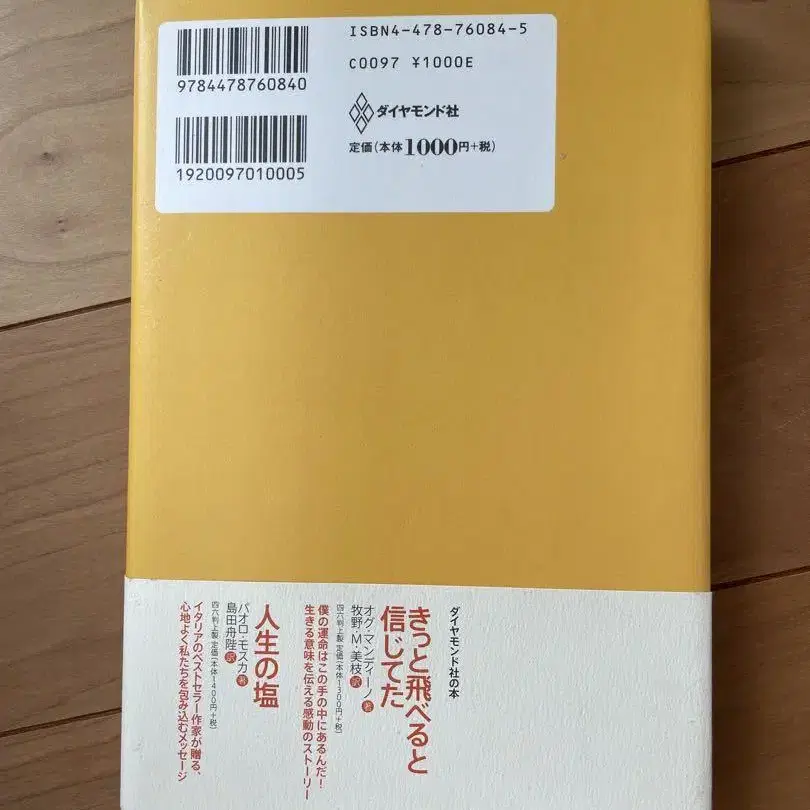 ISBN4-478-76084-5
C0097 ¥1000E
9784478760840
ダイヤモンド社
定価(本体1000円+税)
1920097010005
ダイヤモンド社の本
きっと飛べると
信じてた
オグ・マンディーノ 著
牧野・M・美枝 訳
四六判上製 定価(本体1300円+税)
僕の運命はこの手の中にあるんだ!
生きる意味を伝える感動のストーリー
人生の塩
パオロ・モスカ 著
島田舟陛 訳
四六判上製 定価(本体1400円+税)
イタリアのベストセラー作家が贈る、
心地よく私たちを包み込むメッセージ